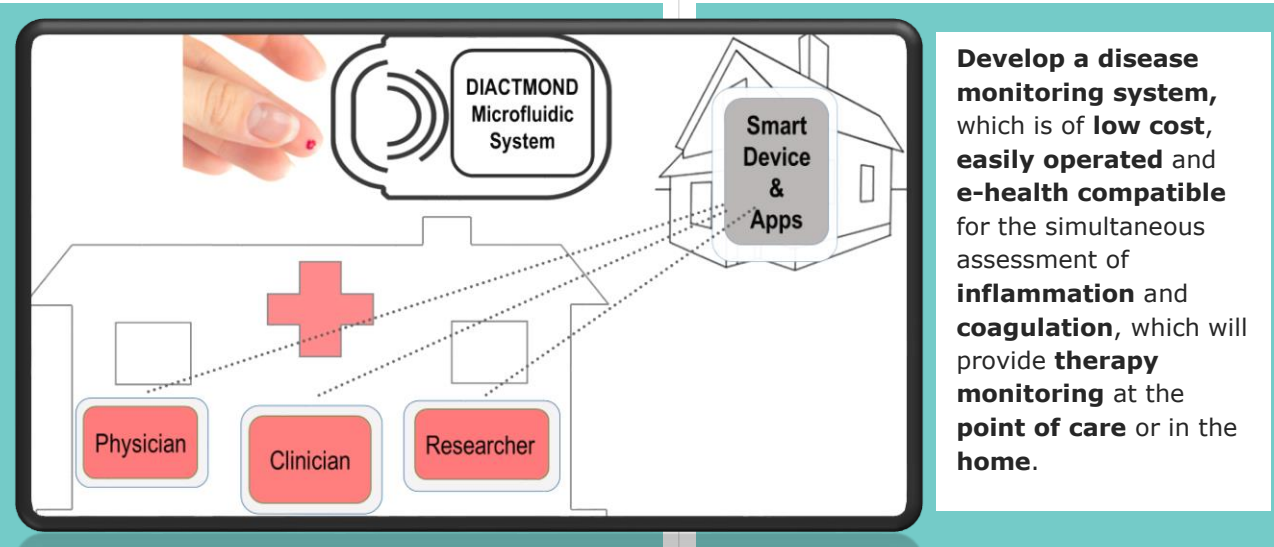 DIACTMOND
Microfluidic
System
Smart
Device
&
Apps
Physician
Clinician
Researcher
Develop a disease
monitoring system,
which is of low cost,
easily operated and
e-health compatible
for the simultaneous
assessment of
inflammation and
coagulation, which will
provide therapy
monitoring at the
point of care or in the
home.